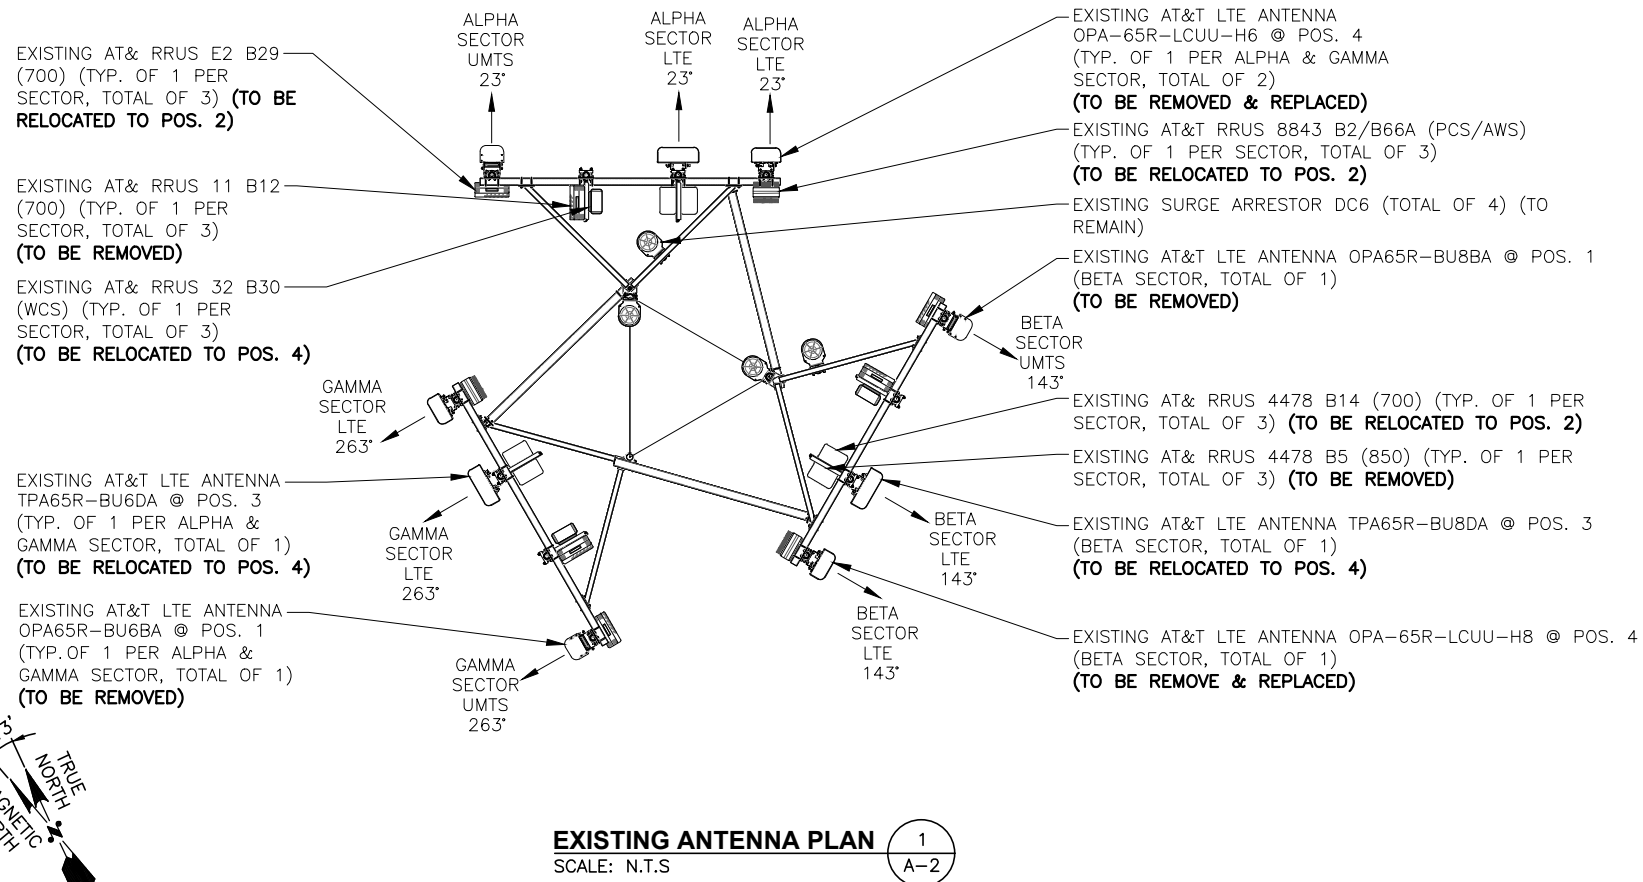 EXISTING AT& RRUS E2 B29
(700) (TYP. OF 1 PER
SECTOR, TOTAL OF 3) (TO BE
RELOCATED TO POS. 2)
EXISTING AT& RRUS 11 B12
(700) (TYP. OF 1 PER
SECTOR, TOTAL OF 3)
(TO BE REMOVED)
EXISTING AT& RRUS 32 B30
(WCS) (TYP. OF 1 PER
SECTOR, TOTAL OF 3)
(TO BE RELOCATED TO POS. 4)
EXISTING AT&T LTE ANTENNA
TPA65R-BU6DA @ POS. 3
(TYP. OF 1 PER ALPHA &
GAMMA SECTOR, TOTAL OF 1)
(TO BE RELOCATED TO POS. 4)
EXISTING AT&T LTE ANTENNA
OPA65R-BU6BA @ POS. 1
(TYP.OF 1 PER ALPHA &
GAMMA SECTOR, TOTAL OF 1)
(TO BE REMOVED)
ALPHA
SECTOR
UMTS
23°
ALPHA
SECTOR
LTE
23°
ALPHA
SECTOR
LTE
23°
GAMMA
SECTOR
LTE
263°
GAMMA
SECTOR
LTE
263°
GAMMA
SECTOR
UMTS
263°
BETA
SECTOR
UMTS
143°
BETA
SECTOR
LTE
143°
BETA
SECTOR
LTE
143°
EXISTING AT&T LTE ANTENNA
OPA-65R-LCUU-H6 @ POS. 4
(TYP. OF 1 PER ALPHA & GAMMA
SECTOR, TOTAL OF 2)
(TO BE REMOVED & REPLACED)
EXISTING AT&T RRUS 8843 B2/B66A (PCS/AWS)
(TYP. OF 1 PER SECTOR, TOTAL OF 3)
(TO BE RELOCATED TO POS. 2)
EXISTING SURGE ARRESTOR DC6 (TOTAL OF 4) (TO
REMAIN)
EXISTING AT&T LTE ANTENNA OPA65R-BU8BA @ POS. 1
(BETA SECTOR, TOTAL OF 1)
(TO BE REMOVED)
EXISTING AT& RRUS 4478 B14 (700) (TYP. OF 1 PER
SECTOR, TOTAL OF 3) (TO BE RELOCATED TO POS. 2)
EXISTING AT& RRUS 4478 B5 (850) (TYP. OF 1 PER
SECTOR, TOTAL OF 3) (TO BE REMOVED)
EXISTING AT&T LTE ANTENNA TPA65R-BU8DA @ POS. 3
(BETA SECTOR, TOTAL OF 1)
(TO BE RELOCATED TO POS. 4)
EXISTING AT&T LTE ANTENNA OPA-65R-LCUU-H8 @ POS. 4
(BETA SECTOR, TOTAL OF 1)
(TO BE REMOVE & REPLACED)
TRUE
NORTH
N
EXISTING ANTENNA PLAN
SCALE: N.T.S
1
A-2